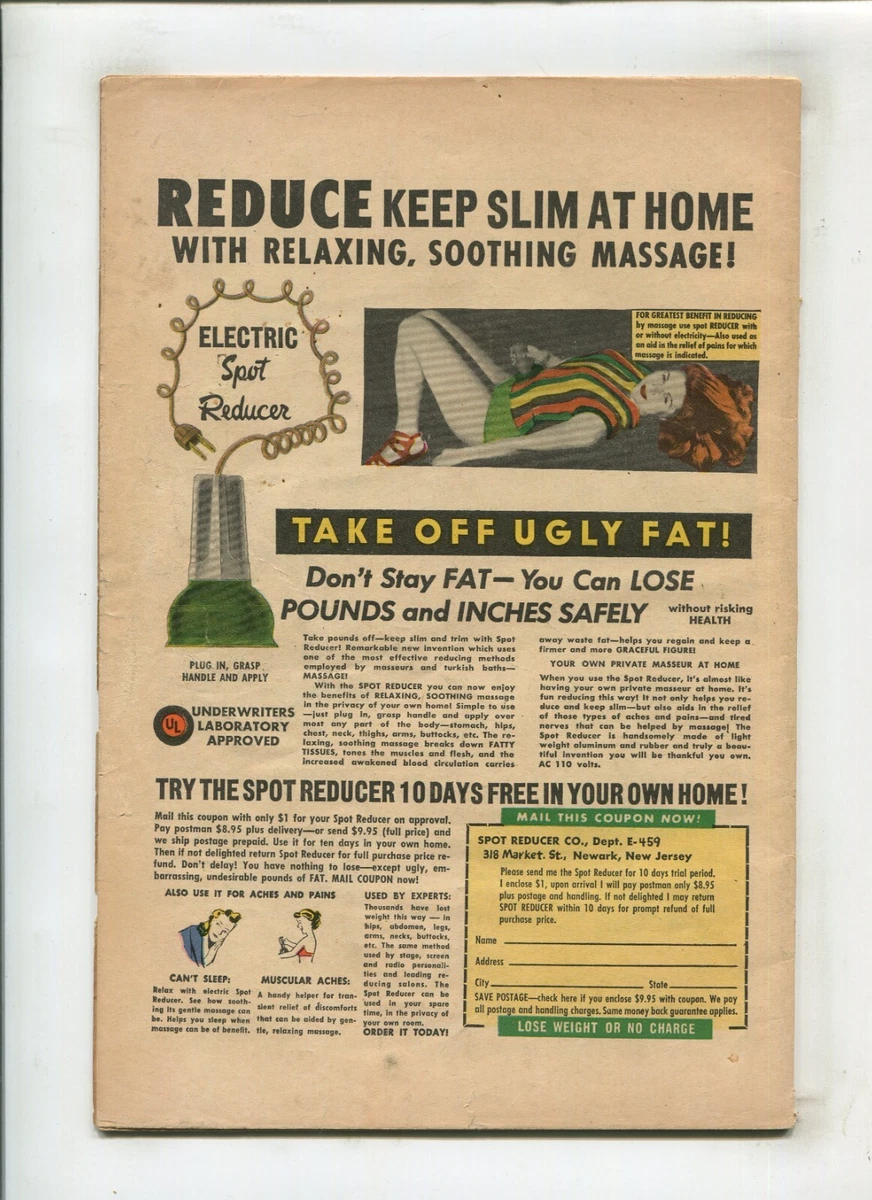 REDUCE KEEP SLIM AT HOME
WITH RELAXING, SOOTHING MASSAGE!
ELECTRIC
Spot
Reducer
FOR GREATEST BENEFIT IN REDUCING
by massage use spot REDUCER with
or without electricity—Also used as
an aid in the relief of pains for which
massage is indicated.
TAKE OFF UGLY FAT!
Don't Stay FAT—You Can LOSE
POUNDS and INCHES SAFELY
without risking
HEALTH
PLUG IN, GRASP
HANDLE AND APPLY
UL
UNDERWRITERS
LABORATORY
APPROVED
Take pounds off—keep slim and trim with Spot
Reducer! Remarkable new invention which uses
one of the most effective reducing methods
employed by masseurs and turkish baths—
MASSAGE!
With the SPOT REDUCER you can now enjoy
the benefits of RELAXING, SOOTHING massage
in the privacy of your own home! Simple to use
—just plug in, grasp handle and apply over
most any part of the body—stomach, hips,
chest, neck, thighs, arms, buttocks, etc. The re-
laxing, soothing massage breaks down FATTY
TISSUES, tones the muscles and flesh, and the
increased awakened blood circulation carries
away waste fat—helps you regain and keep a
firmer and more GRACEFUL FIGURE!
YOUR OWN PRIVATE MASSEUR AT HOME
When you use the Spot Reducer, it's almost like
having your own private masseur at home. It's
fun reducing this way! It not only helps you re-
duce and keep slim—but also aids in the relief
of those types of aches and pains—and tired
nerves that can be helped by massage! The
Spot Reducer is handsomely made of light
weight aluminum and rubber and truly a beau-
tiful invention you will be thankful you own.
AC 110 volts.
TRY THE SPOT REDUCER 10 DAYS FREE IN YOUR OWN HOME!
Mail this coupon with only $1 for your Spot Reducer on approval.
Pay postman $8.95 plus delivery—or send $9.95 (full price) and
we ship postage prepaid. Use it for ten days in your own home.
Then if not delighted return Spot Reducer for full purchase price re-
fund. Don't delay! You have nothing to lose—except ugly, em-
barrassing, undesirable pounds of FAT. MAIL COUPON now!
ALSO USE IT FOR ACHES AND PAINS
CAN'T SLEEP:
Relax with electric Spot
Reducer. See how sooth-
ing its gentle massage can
be. Helps you sleep when
massage can be of benefit.
MUSCULAR ACHES:
A handy helper for tran-
sient relief of discomforts
that can be aided by gen-
tle, relaxing massage.
USED BY EXPERTS:
Thousands have lost
weight this way — in
hips, abdomen, legs,
arms, necks, buttocks,
etc. The same method
used by stage, screen
and radio personali-
ties and leading re-
ducing salons. The
Spot Reducer can be
used in your spare
time, in the privacy of
your own room.
ORDER IT TODAY!
MAIL THIS COUPON NOW!
SPOT REDUCER CO., Dept. E-459
318 Market. St., Newark, New Jersey
Please send me the Spot Reducer for 10 days trial period.
I enclose $1, upon arrival I will pay postman only $8.95
plus postage and handling. If not delighted I may return
SPOT REDUCER within 10 days for prompt refund of full
purchase price.
Name
Address
City State
SAVE POSTAGE—check here if you enclose $9.95 with coupon. We pay
all postage and handling charges. Same money back guarantee applies.
LOSE WEIGHT OR NO CHARGE